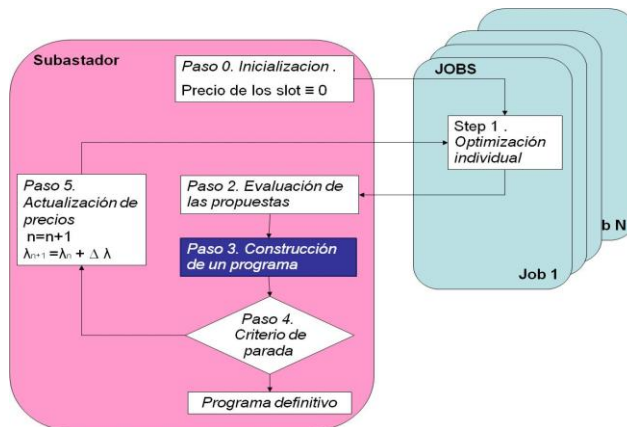 Subastador
Paso 0. Inicializacion .
Precio de los slot ≡ 0
JOBS
Step 1 .
Optimización
individual
Paso 5.
Actualización de
precios
n=n+1
λn+1 =λn + Δ λ
Paso 2. Evaluación de
las propuestas
Paso 3. Construcción
de un programa
Paso 4.
Criterio de
parada
Programa definitivo
b N
Job 1